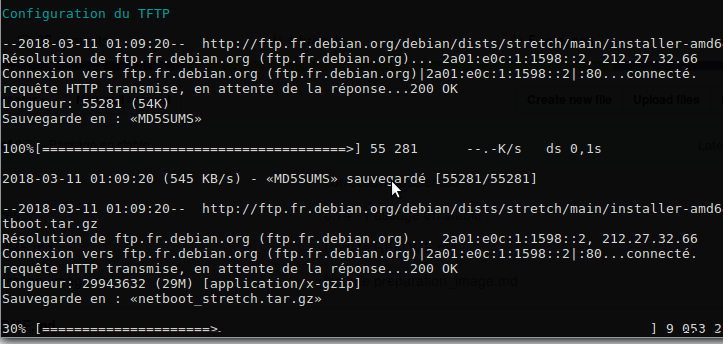 Configuration du TFTP
--2018-03-11 01:09:20-- http://ftp.fr.debian.org/debian/dists/stretch/main/installer-amd6
Résolution de ftp.fr.debian.org (ftp.fr.debian.org)... 2a01:e0c:1:1598::2, 212.27.32.66
Connexion vers ftp.fr.debian.org (ftp.fr.debian.org)|2a01:e0c:1:1598::2|:80...connecté.
requête HTTP transmise, en attente de la réponse...200 OK
Longueur: 55281 (54K)
Sauvegarde en : «MD5SUMS»
Create new file Upload files
100%[======================================>] 55 281 --.-K/s ds 0,1s
2018-03-11 01:09:20 (545 KB/s) - «MD5SUMS» sauvegardé [55281/55281]
--2018-03-11 01:09:20-- http://ftp.fr.debian.org/debian/dists/stretch/main/installer-amd6
tboot.tar.gz
Résolution de ftp.fr.debian.org (ftp.fr.debian.org)... 2a01:e0c:1:1598::2, 212.27.32.66
Connexion vers ftp.fr.debian.org (ftp.fr.debian.org)|2a01:e0c:1:1598::2|:80...connecté.
requête HTTP transmise, en attente de la réponse...200 OK
Longueur: 29943632 (29M) [application/x-gzip]
preparation_image.md
Sauvegarde en : «netboot_stretch.tar.gz»
30% [=====================> ] 9 053 2